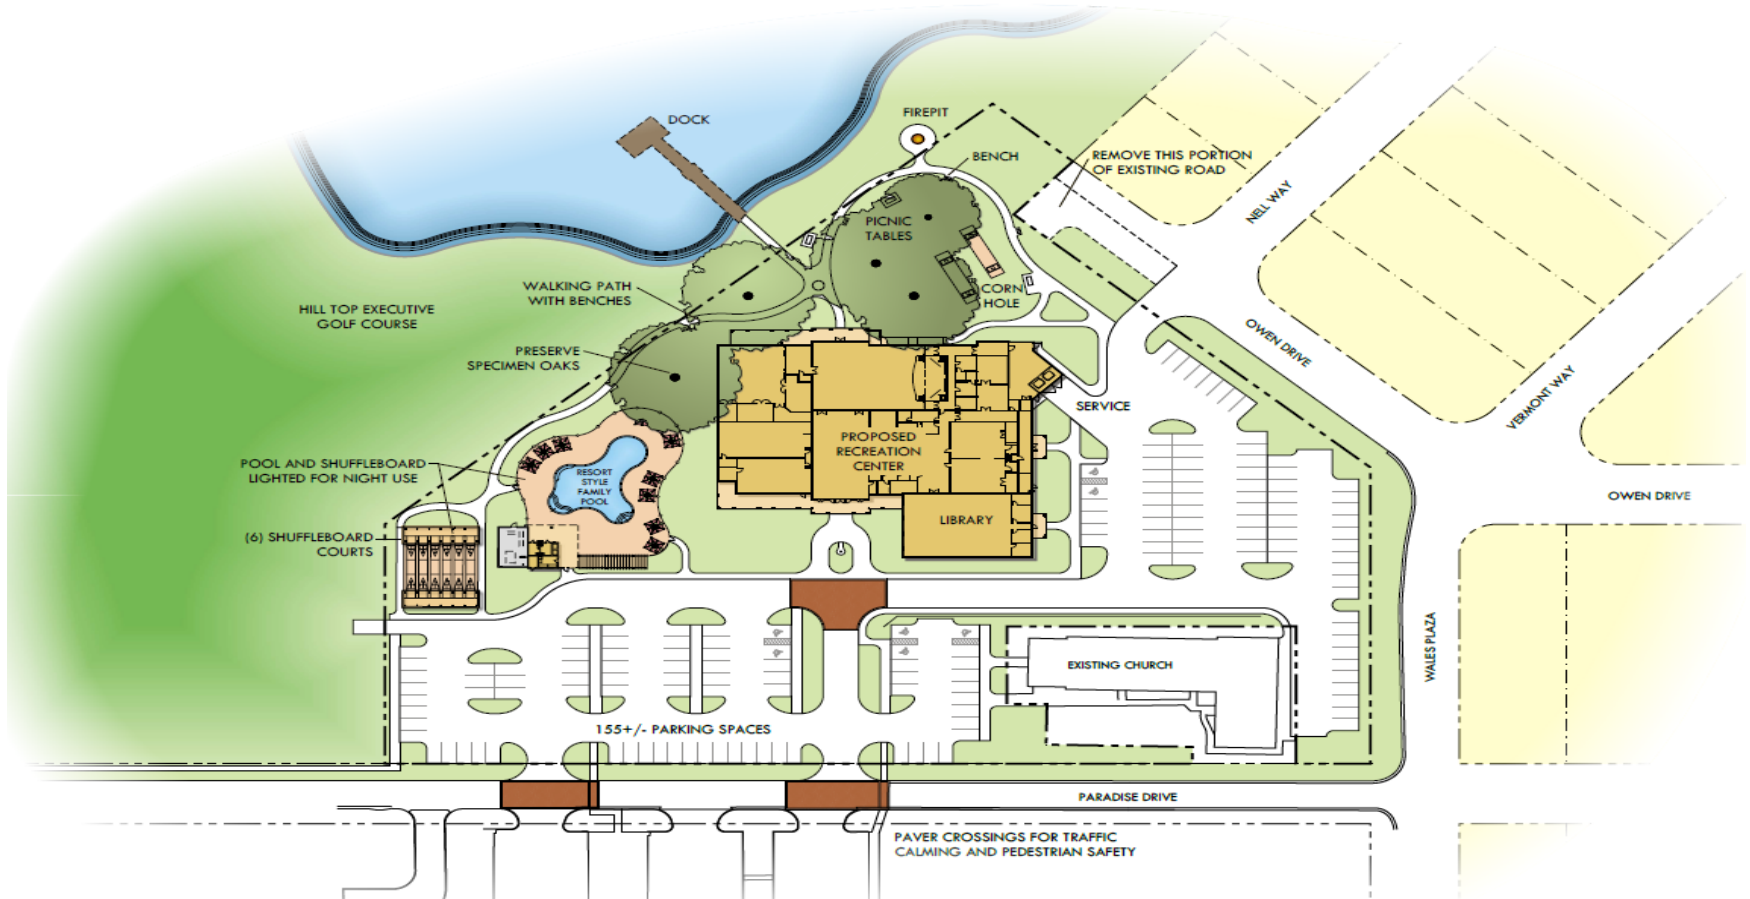 DOCK
FIREPIT
BENCH
REMOVE THIS PORTION
OF EXISTING ROAD
NELL WAY
PICNIC
TABLES
WALKING PATH
WITH BENCHES
CORN
HOLE
HILL TOP EXECUTIVE
GOLF COURSE
OWEN DRIVE
PRESERVE
SPECIMEN OAKS
VERMONT WAY
SERVICE
PROPOSED
RECREATION
CENTER
POOL AND SHUFFLEBOARD
LIGHTED FOR NIGHT USE
RESORT
STYLE
FAMILY
POOL
OWEN DRIVE
LIBRARY
(6) SHUFFLEBOARD
COURTS
WALES PLAZA
EXISTING CHURCH
155+/- PARKING SPACES
PARADISE DRIVE
PAVER CROSSINGS FOR TRAFFIC
CALMING AND PEDESTRIAN SAFETY